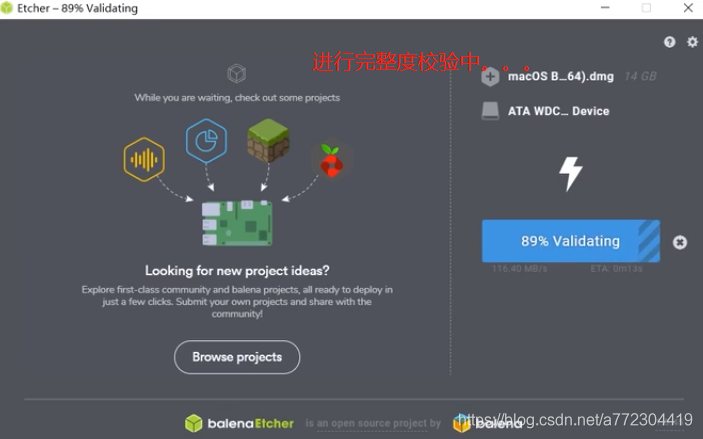 Etcher – 89% Validating
进行完整度校验中。。。
While you are waiting, check out some projects
macOS B...64).dmg 14 GB
ATA WDC... Device
89% Validating
116.40 MB/s ETA: 0m13s
Looking for new project ideas?
Explore first-class community and balena projects, all ready to deploy in
just a few clicks. Submit your own projects and share with the
community!
Browse projects
balenaEtcher is an open source project by balena
https://blog.csdn.net/a772304419